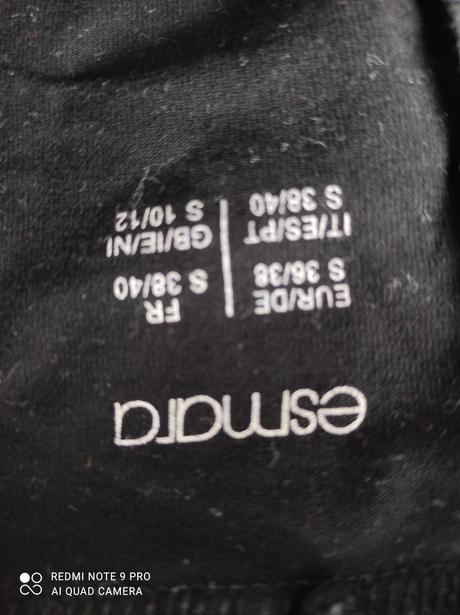 esmara
EUR/DE | FR
S 36/38 | S 38/40
IT/ES/PT | GB/IE/NI
S 38/40 | S 10/12
REDMI NOTE 9 PRO
AI QUAD CAMERA